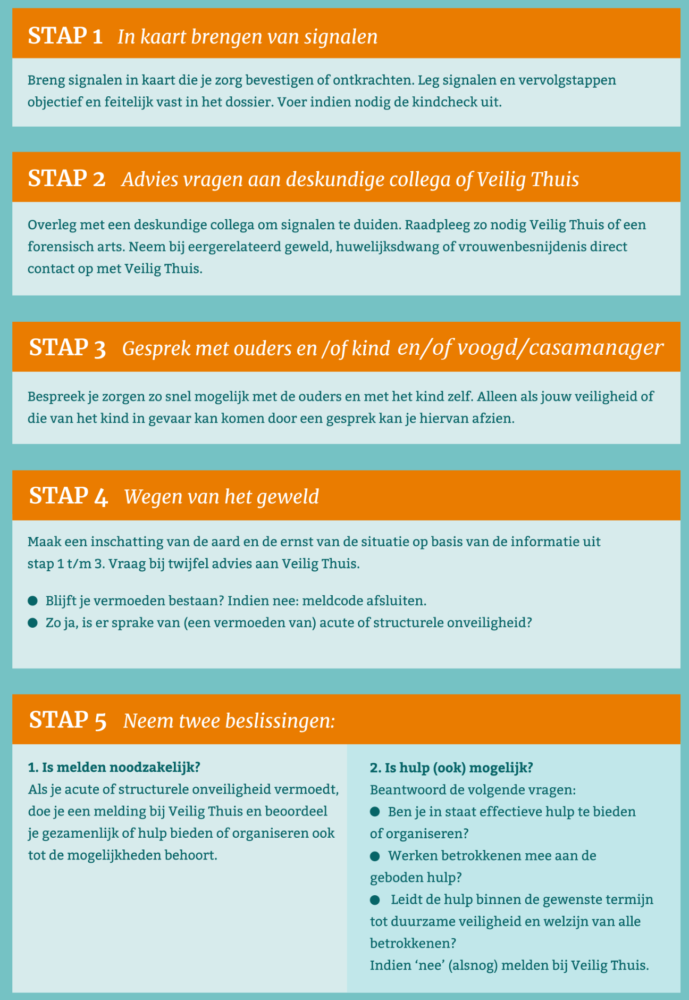 STAP 1 In kaart brengen van signalen
Breng signalen in kaart die je zorg bevestigen of ontkrachten. Leg signalen en vervolgstappen
objectief en feitelijk vast in het dossier. Voer indien nodig de kindcheck uit.
STAP 2 Advies vragen aan deskundige collega of Veilig Thuis
Overleg met een deskundige collega om signalen te duiden. Raadpleeg zo nodig Veilig Thuis of een
forensisch arts. Neem bij eergerelateerd geweld, huwelijksdwang of vrouwenbesnijdenis direct
contact op met Veilig Thuis.
STAP 3 Gesprek met ouders en /of kind en/of voogd/casamanager
Bespreek je zorgen zo snel mogelijk met de ouders en met het kind zelf. Alleen als jouw veiligheid of
die van het kind in gevaar kan komen door een gesprek kan je hiervan afzien.
STAP 4 Wegen van het geweld
Maak een inschatting van de aard en de ernst van de situatie op basis van de informatie uit
stap 1 t/m 3. Vraag bij twijfel advies aan Veilig Thuis.
● Blijft je vermoeden bestaan? Indien nee: meldcode afsluiten.
● Zo ja, is er sprake van (een vermoeden van) acute of structurele onveiligheid?
STAP 5 Neem twee beslissingen:
1. Is melden noodzakelijk?
Als je acute of structurele onveiligheid vermoedt,
doe je een melding bij Veilig Thuis en beoordeel
je gezamenlijk of hulp bieden of organiseren ook
tot de mogelijkheden behoort.
2. Is hulp (ook) mogelijk?
Beantwoord de volgende vragen:
● Ben je in staat effectieve hulp te bieden
of organiseren?
● Werken betrokkenen mee aan de
geboden hulp?
● Leidt de hulp binnen de gewenste termijn
tot duurzame veiligheid en welzijn van alle
betrokkenen?
Indien ‘nee’ (alsnog) melden bij Veilig Thuis.